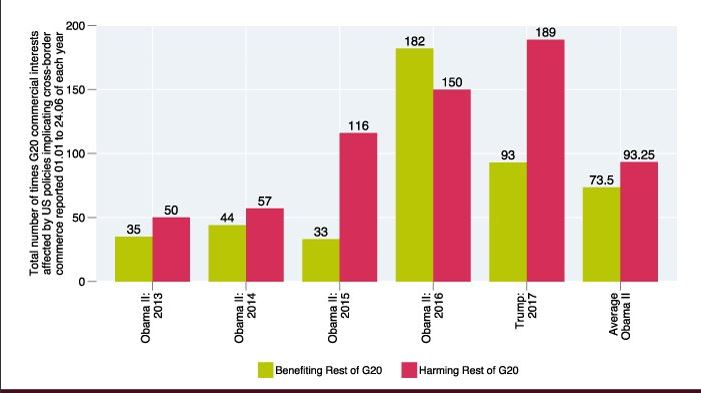 Total number of times G20 commercial interests
affected by US policies implicating cross-border
commerce reported 01.01 to 24.06 of each year
200
150
100
50
0
35
50
44
57
33
116
182
150
93
189
73.5
93.25
Obama II:
2013
Obama II:
2014
Obama II:
2015
Obama II:
2016
Trump:
2017
Average
Obama II
Benefiting Rest of G20
Harming Rest of G20